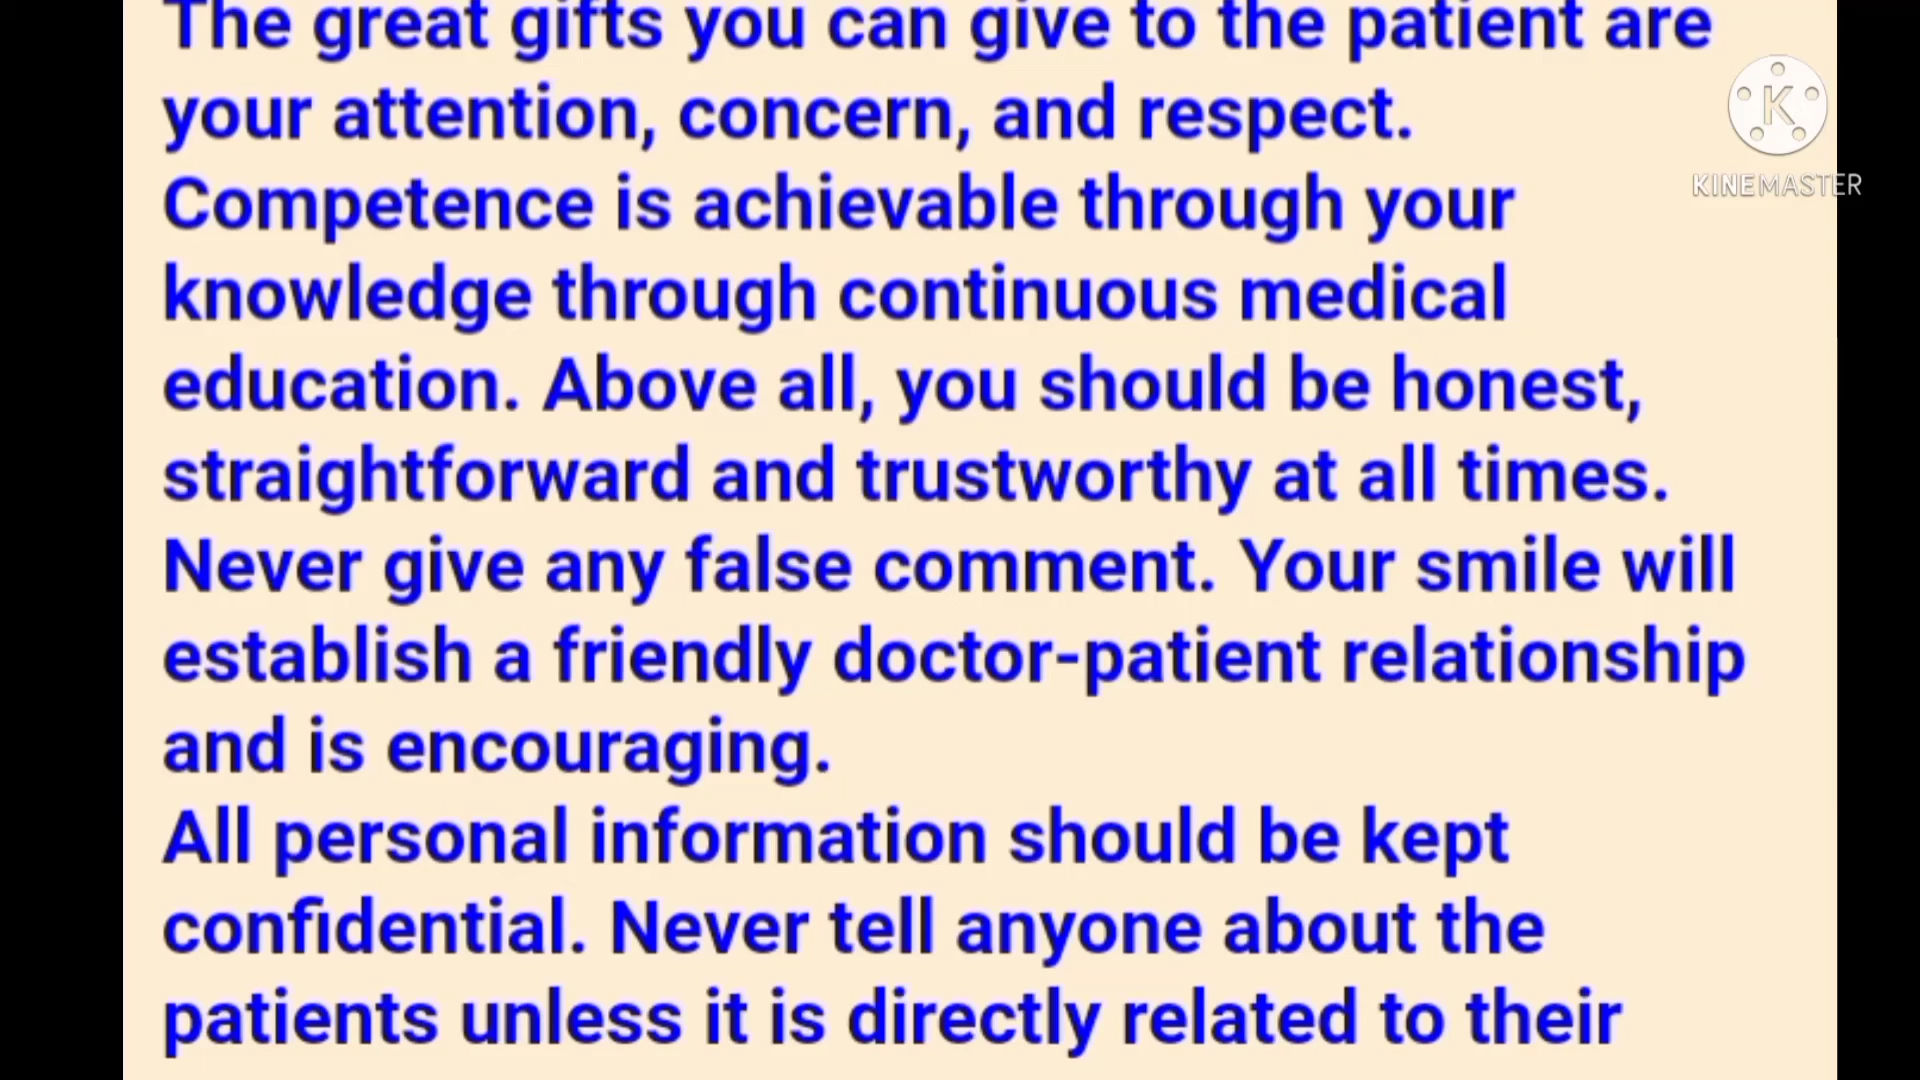 The great gifts you can give to the patient are
your attention, concern, and respect.
Competence is achievable through your
knowledge through continuous medical
education. Above all, you should be honest,
straightforward and trustworthy at all times.
Never give any false comment. Your smile will
establish a friendly doctor-patient relationship
and is encouraging.
All personal information should be kept
confidential. Never tell anyone about the
patients unless it is directly related to their
K
KINEMASTER